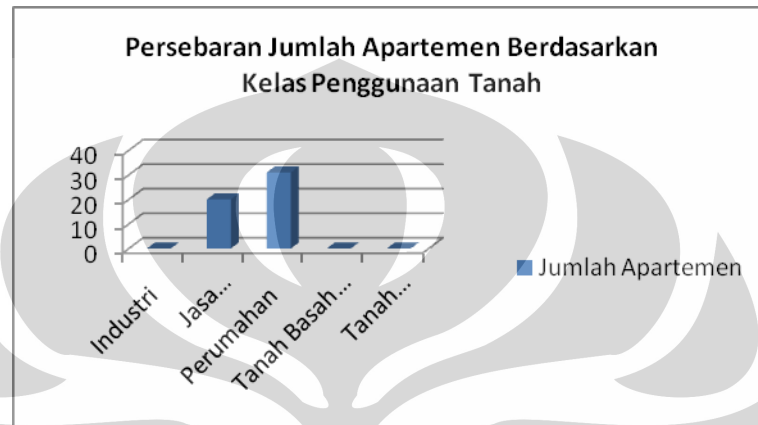 Persebaran Jumlah Apartemen Berdasarkan
Kelas Penggunaan Tanah
40
30
20
10
0
Industri
Jasa...
Perumahan
Tanah Basah...
Tanah...
Jumlah Apartemen